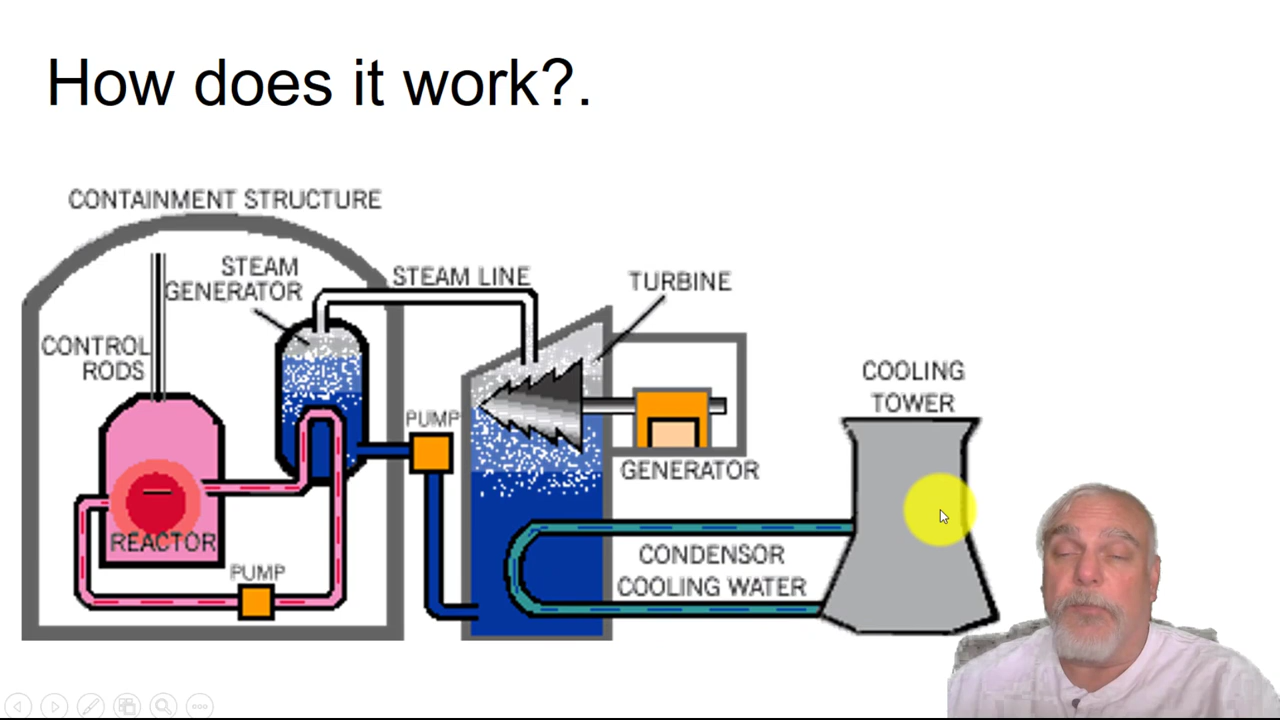 How does it work?.
CONTAINMENT STRUCTURE
STEAM
GENERATOR
STEAM LINE
TURBINE
CONTROL
RODS
COOLING
TOWER
PUMP
GENERATOR
REACTOR
CONDENSOR
COOLING WATER
PUMP